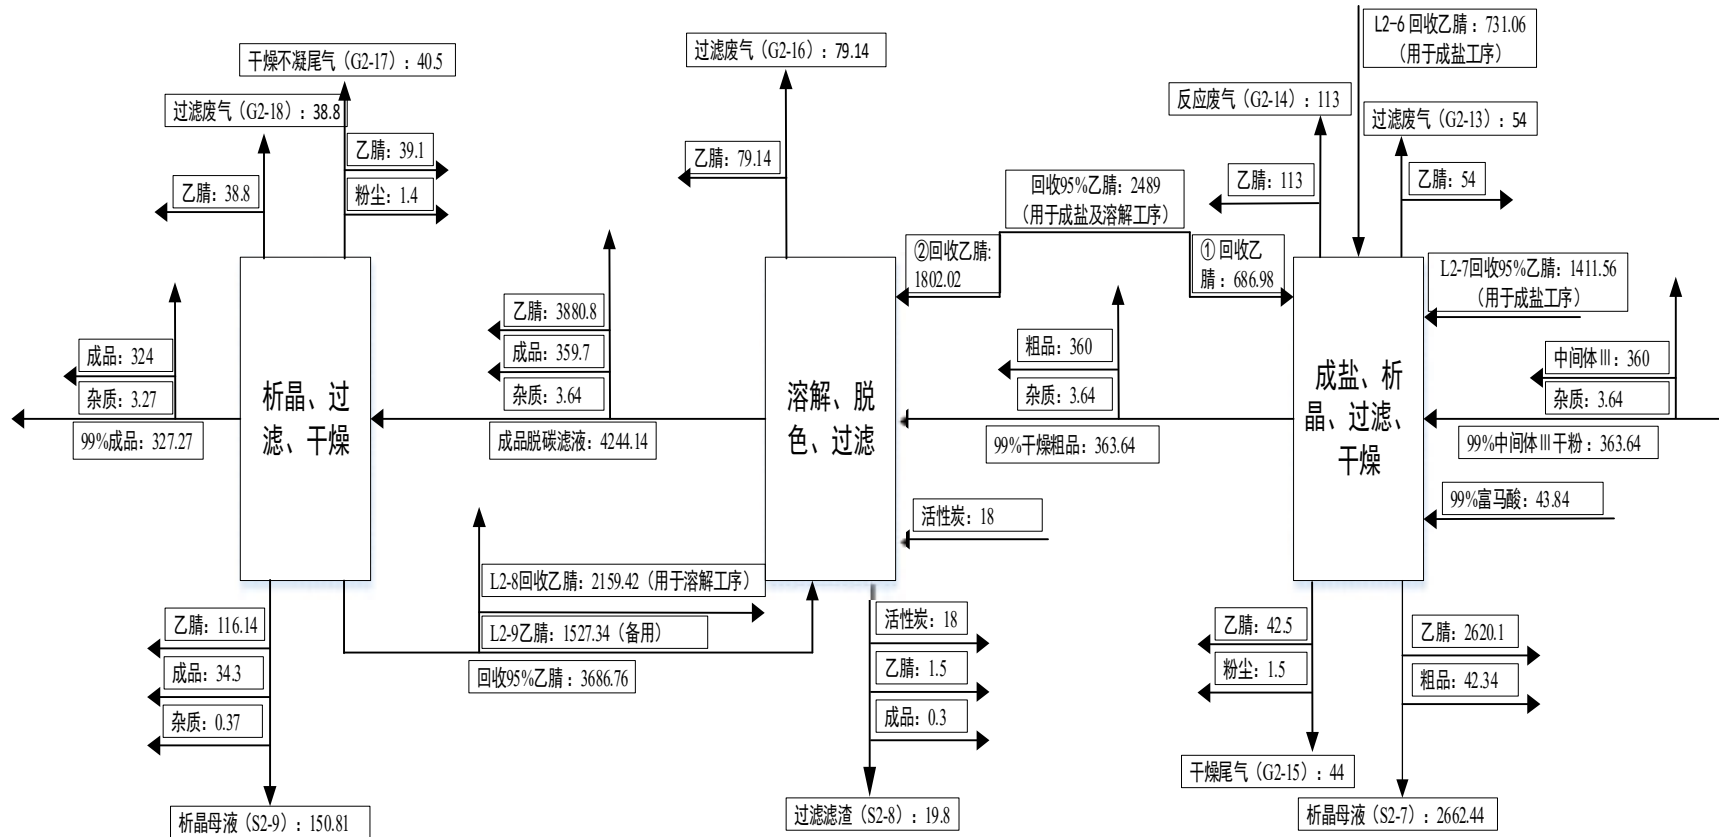 L2-6 回收乙腈：731.06
（用于成盐工序）
过滤废气（G2-16）：79.14
干燥不凝尾气（G2-17）：40.5
反应废气（G2-14）：113
过滤废气（G2-18）：38.8
过滤废气（G2-13）：54
乙腈：39.1
乙腈：79.14
乙腈：38.8
粉尘：1.4
回收95%乙腈：2489
（用于成盐及溶解工序）
乙腈：113
乙腈：54
②回收乙腈:
1802.02
① 回收乙
腈：686.98
L2-7回收95%乙腈：1411.56
（用于成盐工序）
乙腈：3880.8
成品：359.7
杂质：3.64
成品：324
杂质：3.27
粗品：360
杂质：3.64
中间体Ⅲ：360
杂质：3.64
析晶、过
滤、干燥
溶解、脱
色、过滤
成盐、析
晶、过滤、
干燥
99%成品：327.27
成品脱碳滤液：4244.14
99%干燥粗品：363.64
99%中间体Ⅲ干粉：363.64
99%富马酸：43.84
活性炭：18
L2-8回收乙腈：2159.42（用于溶解工序）
L2-9乙腈：1527.34（备用）
回收95%乙腈：3686.76
乙腈：116.14
成品：34.3
杂质：0.37
活性炭：18
乙腈：1.5
成品：0.3
乙腈：42.5
粉尘：1.5
乙腈：2620.1
粗品：42.34
干燥尾气（G2-15）：44
析晶母液（S2-9）：150.81
过滤滤渣（S2-8）：19.8
析晶母液（S2-7）：2662.44